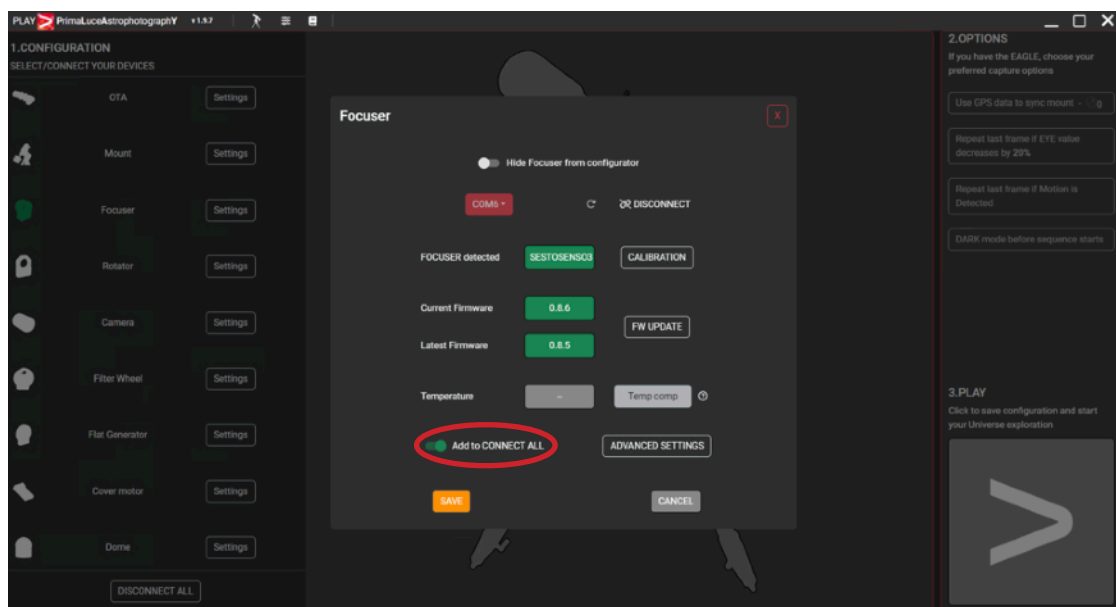 PLAY PrimaLuceAstrophotographY v1.9.7
1.CONFIGURATION
SELECT/CONNECT YOUR DEVICES
OTA Settings
Mount Settings
Focuser Settings
Rotator Settings
Camera Settings
Filter Wheel Settings
Flat Generator Settings
Cover motor Settings
Dome Settings
DISCONNECT ALL
Focuser X
Hide Focuser from configurator
COM5 DISCONNECT
FOCUSER detected SESTOSENSO3 CALIBRATION
Current Firmware 0.8.6
FW UPDATE
Latest Firmware 0.8.5
Temperature – Temp comp
Add to CONNECT ALL ADVANCED SETTINGS
SAVE CANCEL
2.OPTIONS
If you have the EAGLE, choose your
preferred capture options
Use GPS data to sync mount -
Repeat last frame if EYE value
decreases by 20%
Repeat last frame if Motion is
Detected
DARK mode before sequence starts
3.PLAY
Click to save configuration and start
your Universe exploration